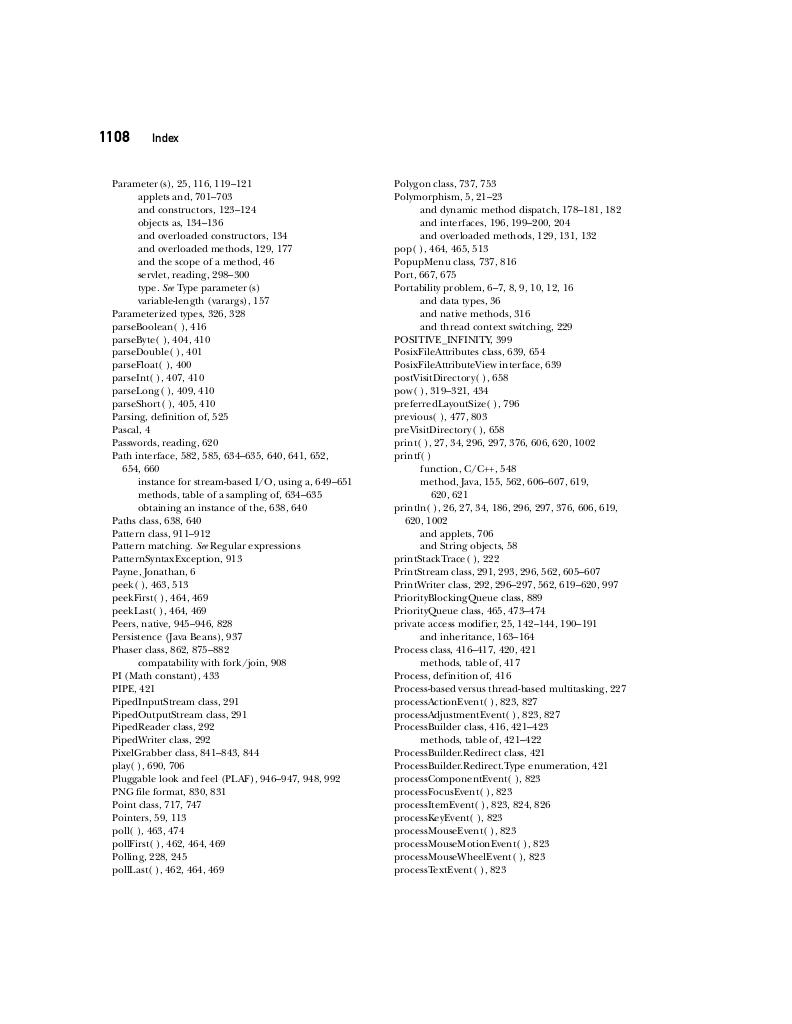 1108 Index
Parameter(s), 25, 116, 119–121
applets and, 701–703
and constructors, 123–124
objects as, 134–136
and overloaded constructors, 134
and overloaded methods, 129, 177
and the scope of a method, 46
servlet, reading, 298–300
type. See Type parameter(s)
variable-length (varargs), 157
Parameterized types, 326, 328
parseBoolean( ), 416
parseByte( ), 404, 410
parseDouble( ), 401
parseFloat( ), 400
parseInt( ), 407, 410
parseLong( ), 409, 410
parseShort( ), 405, 410
Parsing, definition of, 525
Pascal, 4
Passwords, reading, 620
Path interface, 582, 585, 634–635, 640, 641, 652,
654, 660
instance for stream-based I/O, using a, 649–651
methods, table of a sampling of, 634–635
obtaining an instance of the, 638, 640
Paths class, 638, 640
Pattern class, 911–912
Pattern matching. See Regular expressions
PatternSyntaxException, 913
Payne, Jonathan, 6
peek( ), 463, 513
peekFirst( ), 464, 469
peekLast( ), 464, 469
Peers, native, 945–946, 828
Persistence (Java Beans), 937
Phaser class, 862, 875–882
compatability with fork/join, 908
PI (Math constant), 433
PIPE, 421
PipedInputStream class, 291
PipedOutputStream class, 291
PipedReader class, 292
PipedWriter class, 292
PixelGrabber class, 841–843, 844
play( ), 690, 706
Pluggable look and feel (PLAF), 946–947, 948, 992
PNG file format, 830, 831
Point class, 717, 747
Pointers, 59, 113
poll( ), 463, 474
pollFirst( ), 462, 464, 469
Polling, 228, 245
pollLast( ), 462, 464, 469
Polygon class, 737, 753
Polymorphism, 5, 21–23
and dynamic method dispatch, 178–181, 182
and interfaces, 196, 199–200, 204
and overloaded methods, 129, 131, 132
pop( ), 464, 465, 513
PopupMenu class, 737, 816
Port, 667, 675
Portability problem, 6–7, 8, 9, 10, 12, 16
and data types, 36
and native methods, 316
and thread context switching, 229
POSITIVE_INFINITY, 399
PosixFileAttributes class, 639, 654
PosixFileAttributeView interface, 639
postVisitDirectory( ), 658
pow( ), 319–321, 434
preferredLayoutSize( ), 796
previous( ), 477, 803
preVisitDirectory( ), 658
print( ), 27, 34, 296, 297, 376, 606, 620, 1002
printf( )
function, C/C++, 548
method, Java, 155, 562, 606–607, 619,
620, 621
println( ), 26, 27, 34, 186, 296, 297, 376, 606, 619,
620, 1002
and applets, 706
and String objects, 58
printStackTrace( ), 222
PrintStream class, 291, 293, 296, 562, 605–607
PrintWriter class, 292, 296–297, 562, 619–620, 997
PriorityBlockingQueue class, 889
PriorityQueue class, 465, 473–474
private access modifier, 25, 142–144, 190–191
and inheritance, 163–164
Process class, 416–417, 420, 421
methods, table of, 417
Process, definition of, 416
Process-based versus thread-based multitasking, 227
processActionEvent( ), 823, 827
processAdjustmentEvent( ), 823, 827
ProcessBuilder class, 416, 421–423
methods, table of, 421–422
ProcessBuilder.Redirect class, 421
ProcessBuilder.Redirect.Type enumeration, 421
processComponentEvent( ), 823
processFocusEvent( ), 823
processItemEvent( ), 823, 824, 826
processKeyEvent( ), 823
processMouseEvent( ), 823
processMouseMotionEvent( ), 823
processMouseWheelEvent( ), 823
processTextEvent( ), 823